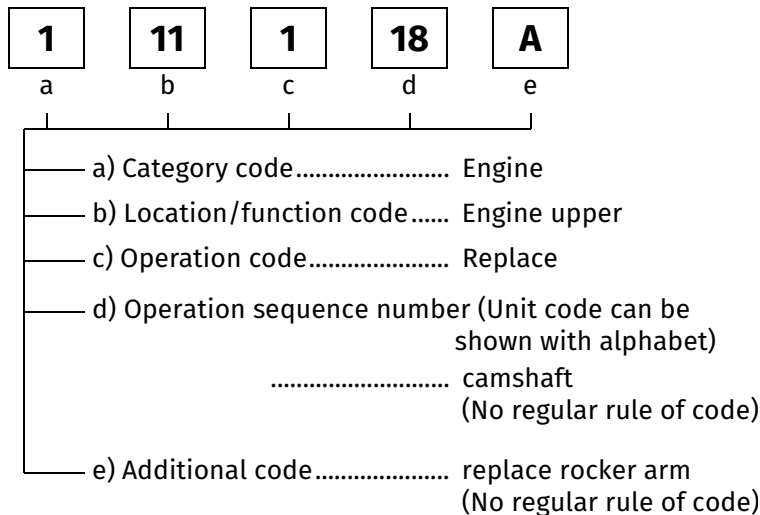 1 11 1 18 A
a b c d e
a) Category code....................... Engine
b) Location/function code...... Engine upper
c) Operation code..................... Replace
d) Operation sequence number (Unit code can be
shown with alphabet)
........................... camshaft
(No regular rule of code)
e) Additional code.................... replace rocker arm
(No regular rule of code)